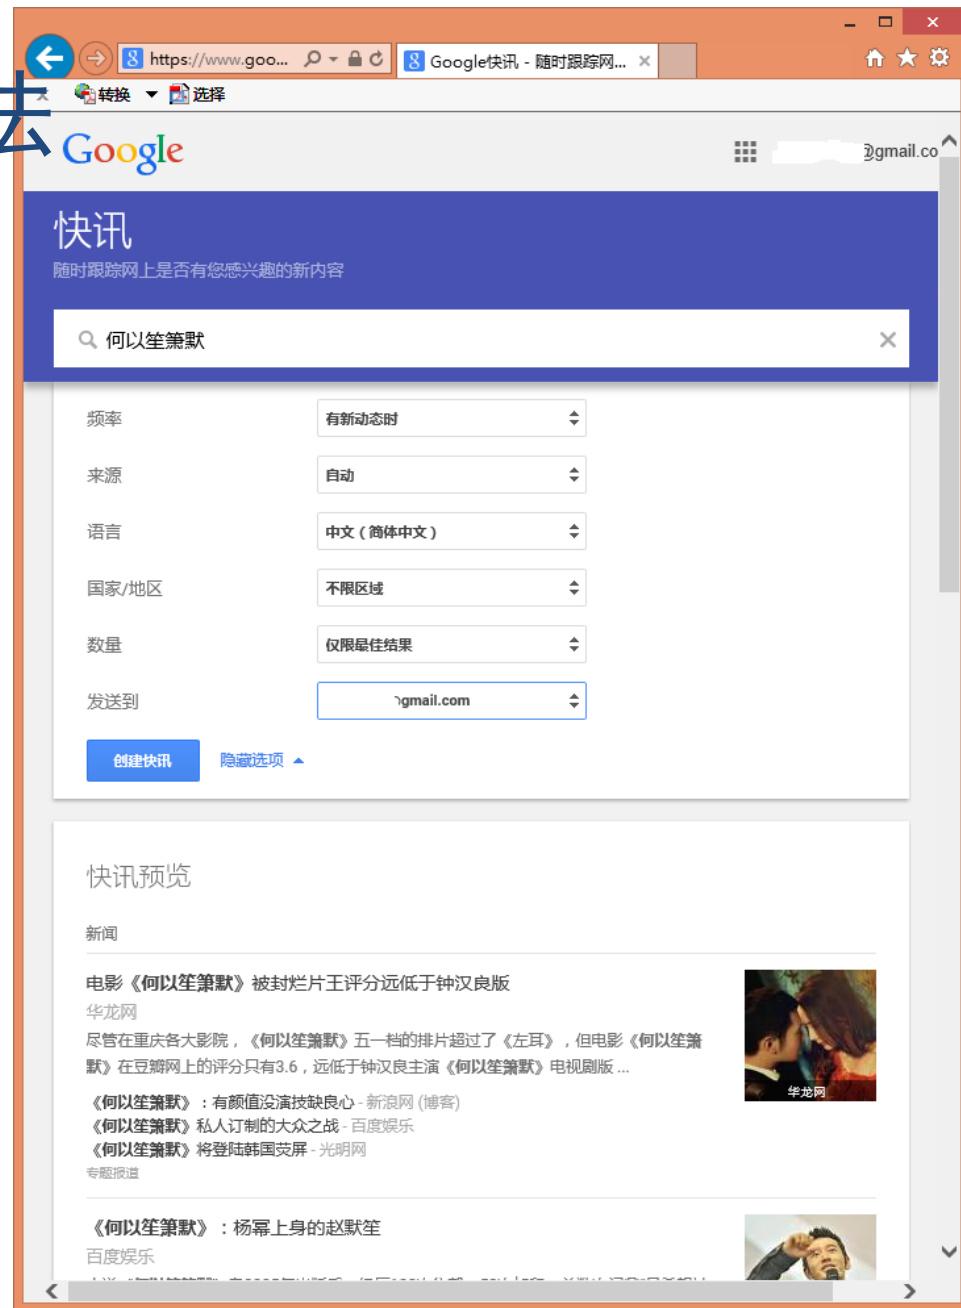 https://www.goo...
Google快讯 - 随时跟踪网...
法
转换 选择
Google
@gmail.co
快讯
随时跟踪网上是否有您感兴趣的新内容
何以笙箫默
频率 有新动态时
来源 自动
语言 中文（简体中文）
国家/地区 不限区域
数量 仅限最佳结果
发送到 gmail.com
创建快讯 隐藏选项
快讯预览
新闻
电影《何以笙箫默》被封烂片王评分远低于钟汉良版
华龙网
尽管在重庆各大影院，《何以笙箫默》五一档的排片超过了《左耳》，但电影《何以笙箫
默》在豆瓣网上的评分只有3.6，远低于钟汉良主演《何以笙箫默》电视剧版 ...
华龙网
《何以笙箫默》：有颜值没演技缺良心 - 新浪网 (博客)
《何以笙箫默》私人订制的大众之战 - 百度娱乐
《何以笙箫默》将登陆韩国荧屏 - 光明网
专题报道
《何以笙箫默》：杨幂上身的赵默笙
百度娱乐